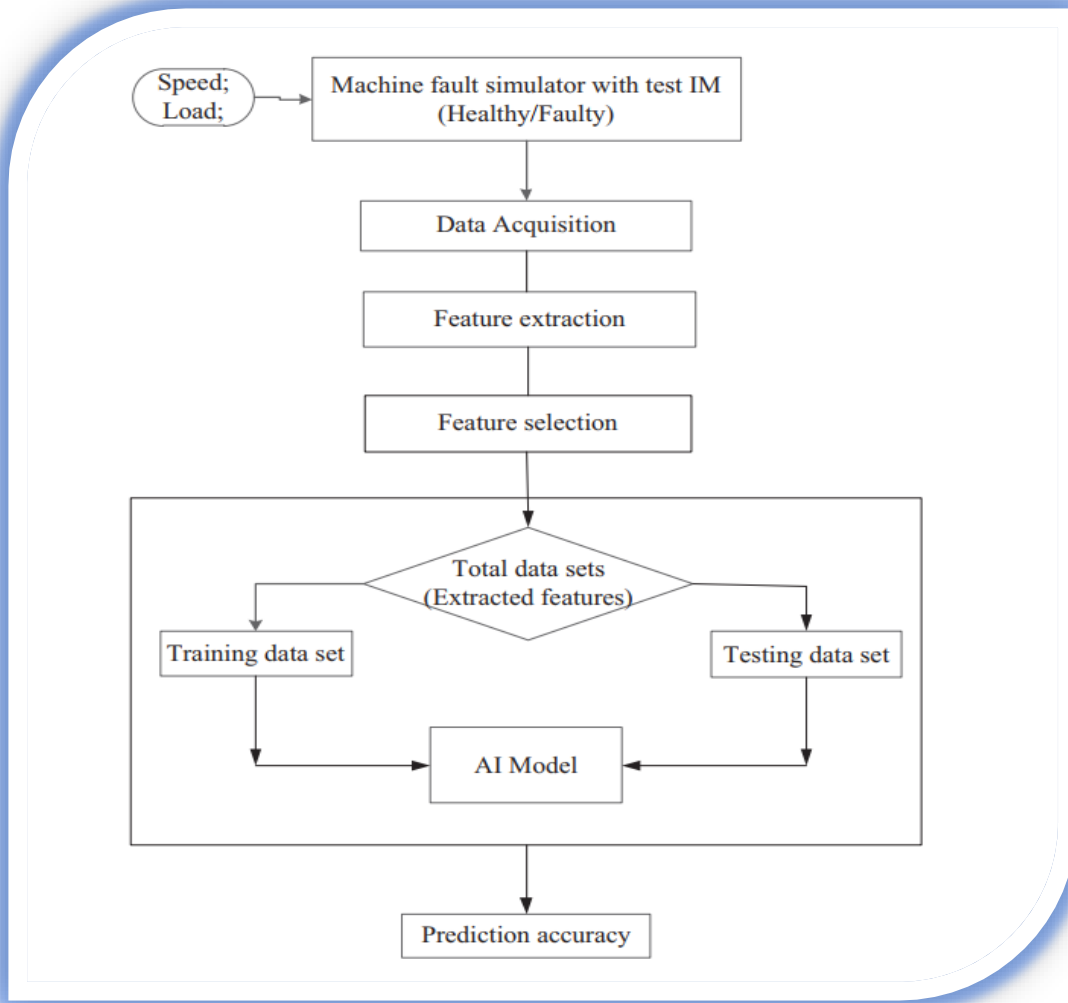 Speed;
Load;
Machine fault simulator with test IM
(Healthy/Faulty)
Data Acquisition
Feature extraction
Feature selection
Total data sets
(Extracted features)
Training data set
Testing data set
AI Model
Prediction accuracy